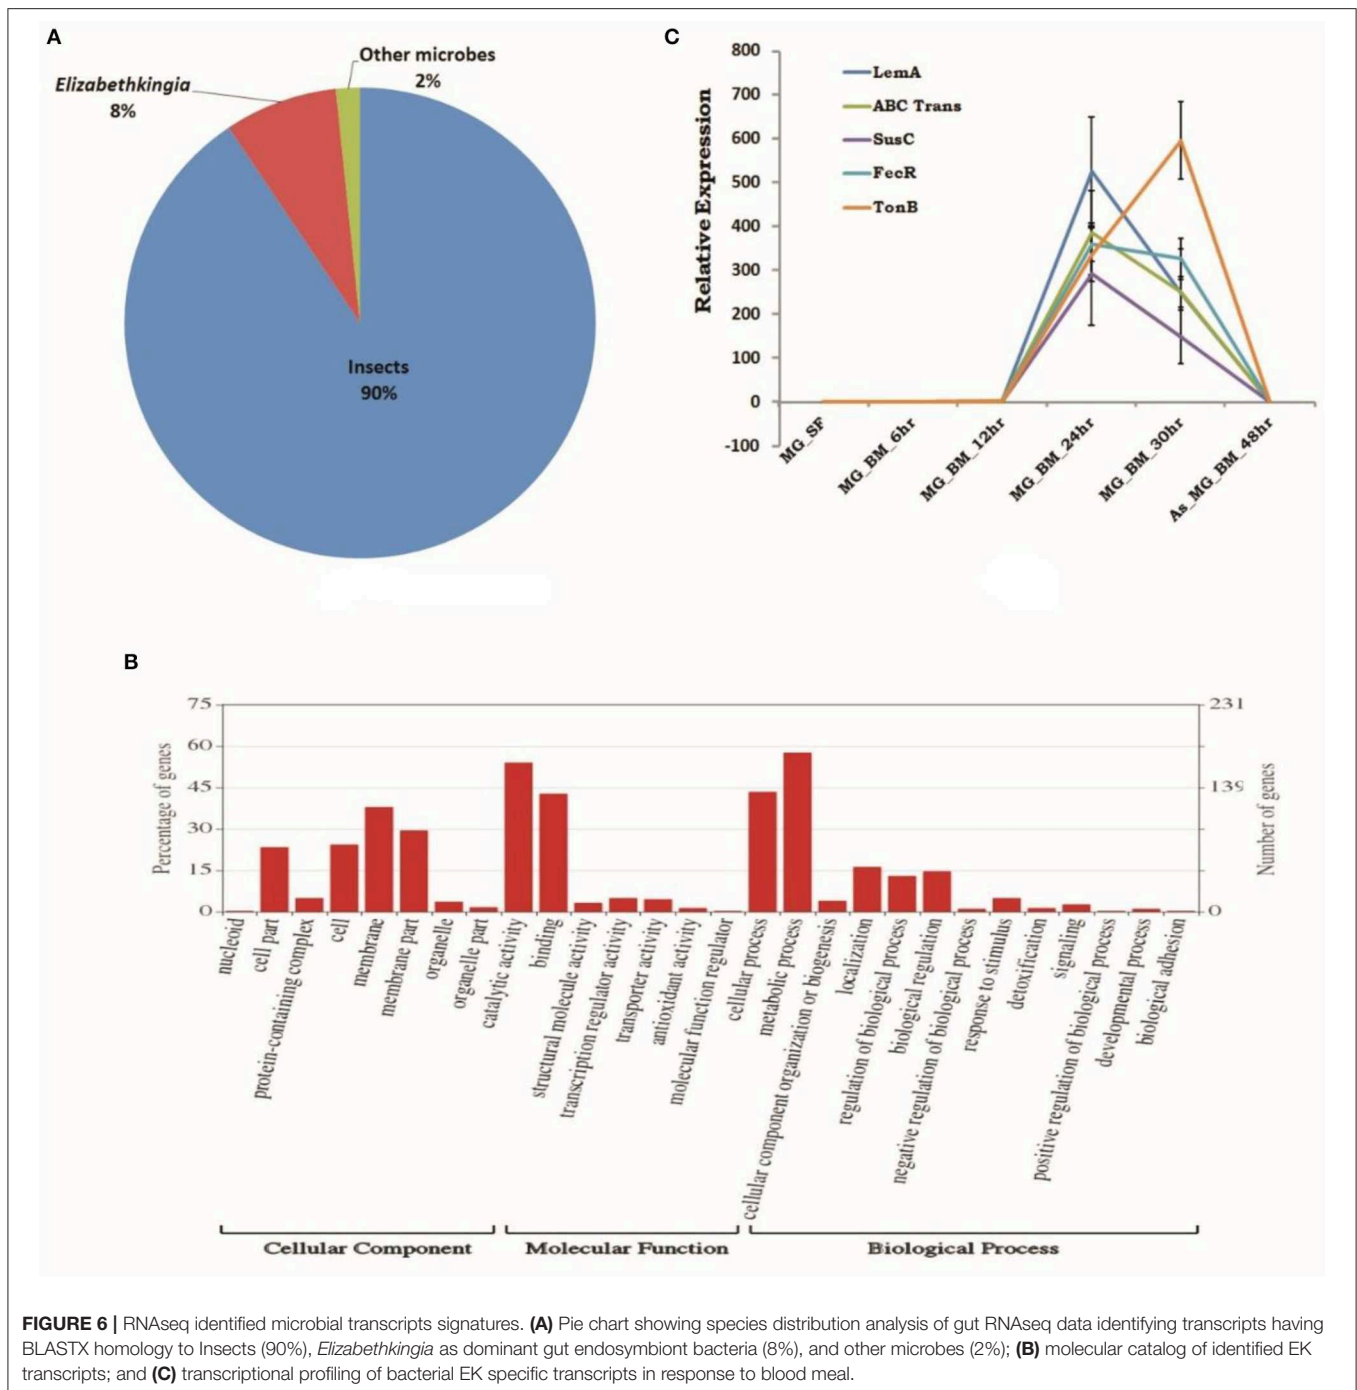 A
Other microbes
2%
Elizabethkingia
8%
Insects
90%
C
800
700
600
500
400
300
200
100
0
-100
Relative Expression
LemA
ABC Trans
SusC
FecR
TonB
MG_SF
MG_BM_6hr
MG_BM_12hr
MG_BM_24hr
MG_BM_30hr
As_MG_BM_48hr
B
75
60
45
30
15
0
Percentage of genes
231
139
0
Number of genes
nucleoid
cell part
protein-containing complex
cell
membrane
membrane part
organelle
organelle part
catalytic activity
binding
structural molecule activity
transcription regulator activity
transporter activity
antioxidant activity
molecular function regulator
cellular process
metabolic process
cellular component organization or biogenesis
localization
regulation of biological process
biological regulation
negative regulation of biological process
response to stimulus
detoxification
signaling
positive regulation of biological process
developmental process
biological adhesion
Cellular Component
Molecular Function
Biological Process
FIGURE 6 | RNAseq identified microbial transcripts signatures. (A) Pie chart showing species distribution analysis of gut RNAseq data identifying transcripts having
BLASTX homology to Insects (90%), Elizabethkingia as dominant gut endosymbiont bacteria (8%), and other microbes (2%); (B) molecular catalog of identified EK
transcripts; and (C) transcriptional profiling of bacterial EK specific transcripts in response to blood meal.